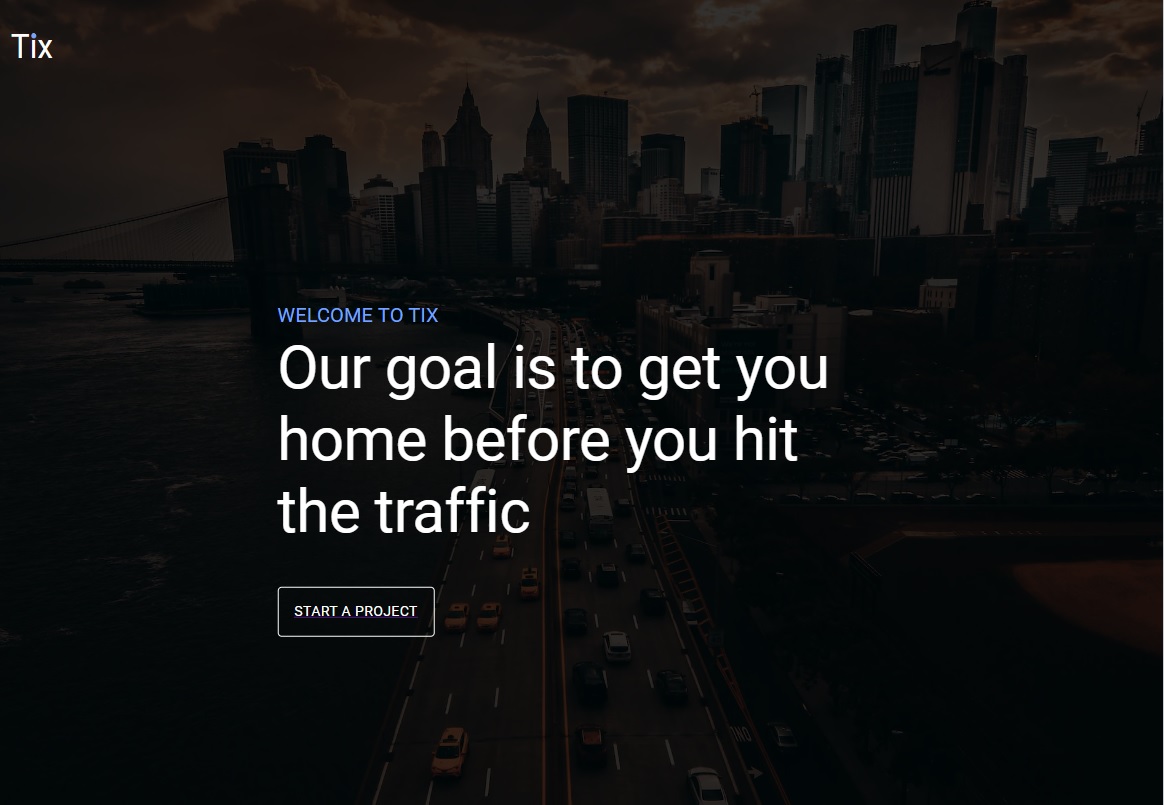 Tix
WELCOME TO TIX
Our goal is to get you
home before you hit
the traffic
START A PROJECT